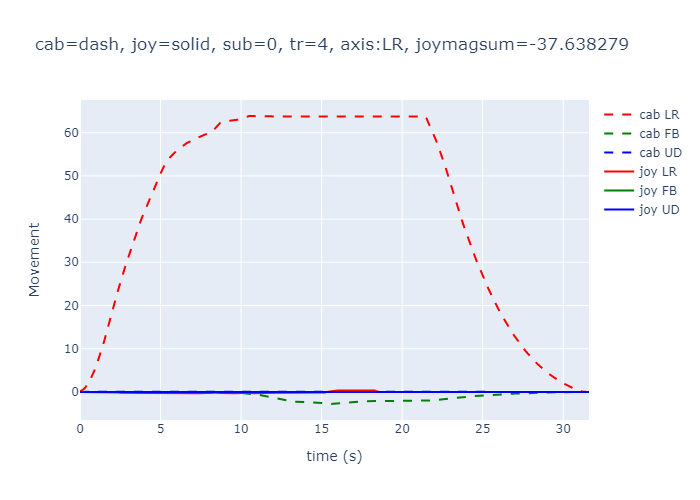 cab=dash, joy=solid, sub=0, tr=4, axis:LR, joymagsum=-37.638279
cab LR
cab FB
cab UD
joy LR
joy FB
joy UD
Movement
60
50
40
30
20
10
0
0 5 10 15 20 25 30
time (s)